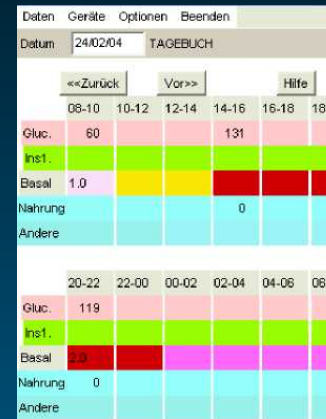 Daten Geräte Optionen Beenden
Datum 24/02/04 TAGEBUCH
<<Zurück Vor>> Hilfe
08-10 10-12 12-14 14-16 16-18 18
Gluc. 60 131
Ins1.
Basal 1.0
Nahrung 0
Andere
20-22 22-00 00-02 02-04 04-06 06
Gluc. 119
Ins1.
Basal 2.0
Nahrung 0
Andere